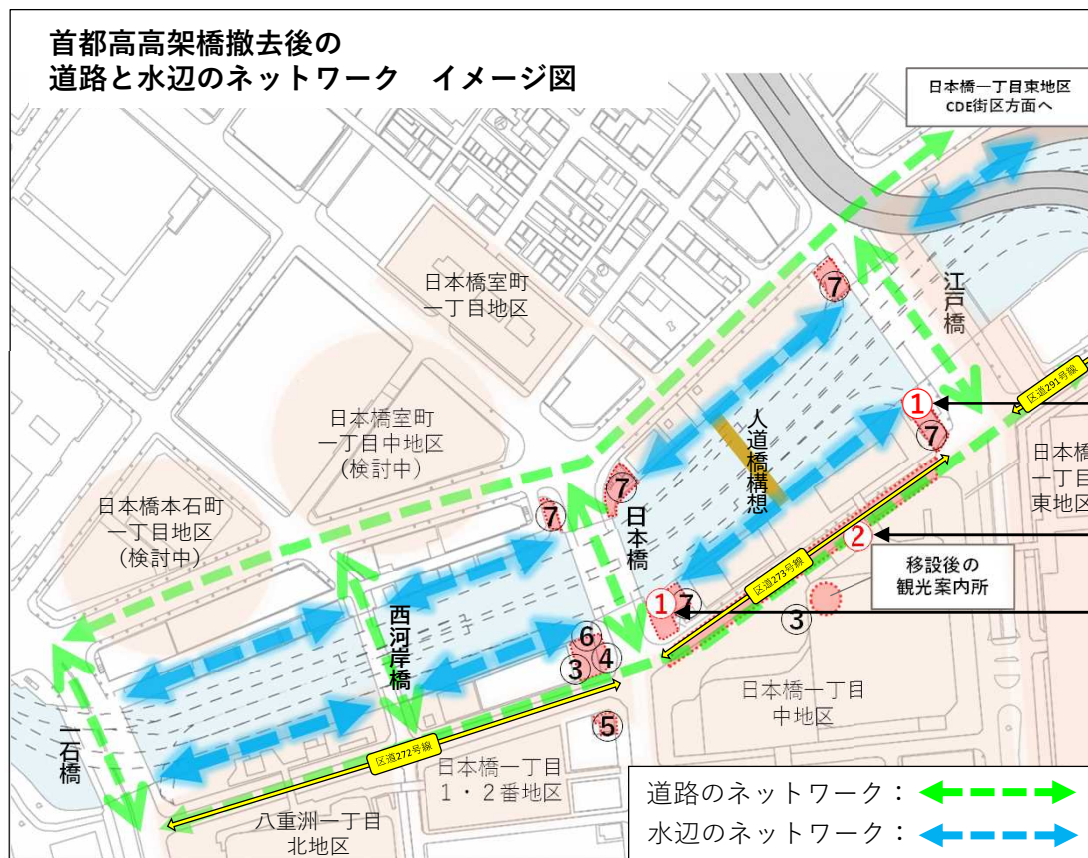 首都高高架橋撤去後の
道路と水辺のネットワーク　イメージ図
日本橋一丁目東地区
CDE街区方面へ
日本橋室町
一丁目地区
江戸橋
⑦
区道291号線
①
⑦
日本橋室町
一丁目中地区
(検討中)
人道橋構想
日本橋
一丁目
東地区
日本橋本石町
一丁目地区
(検討中)
⑦
⑦
日本橋
②
区道273号線
移設後の
観光案内所
①
⑦
③
西河岸橋
⑥
③
④
日本橋一丁目
中地区
⑤
一石橋
区道272号線
日本橋一丁目
１・２番地区
八重洲一丁目
北地区
道路のネットワーク：
水辺のネットワーク：